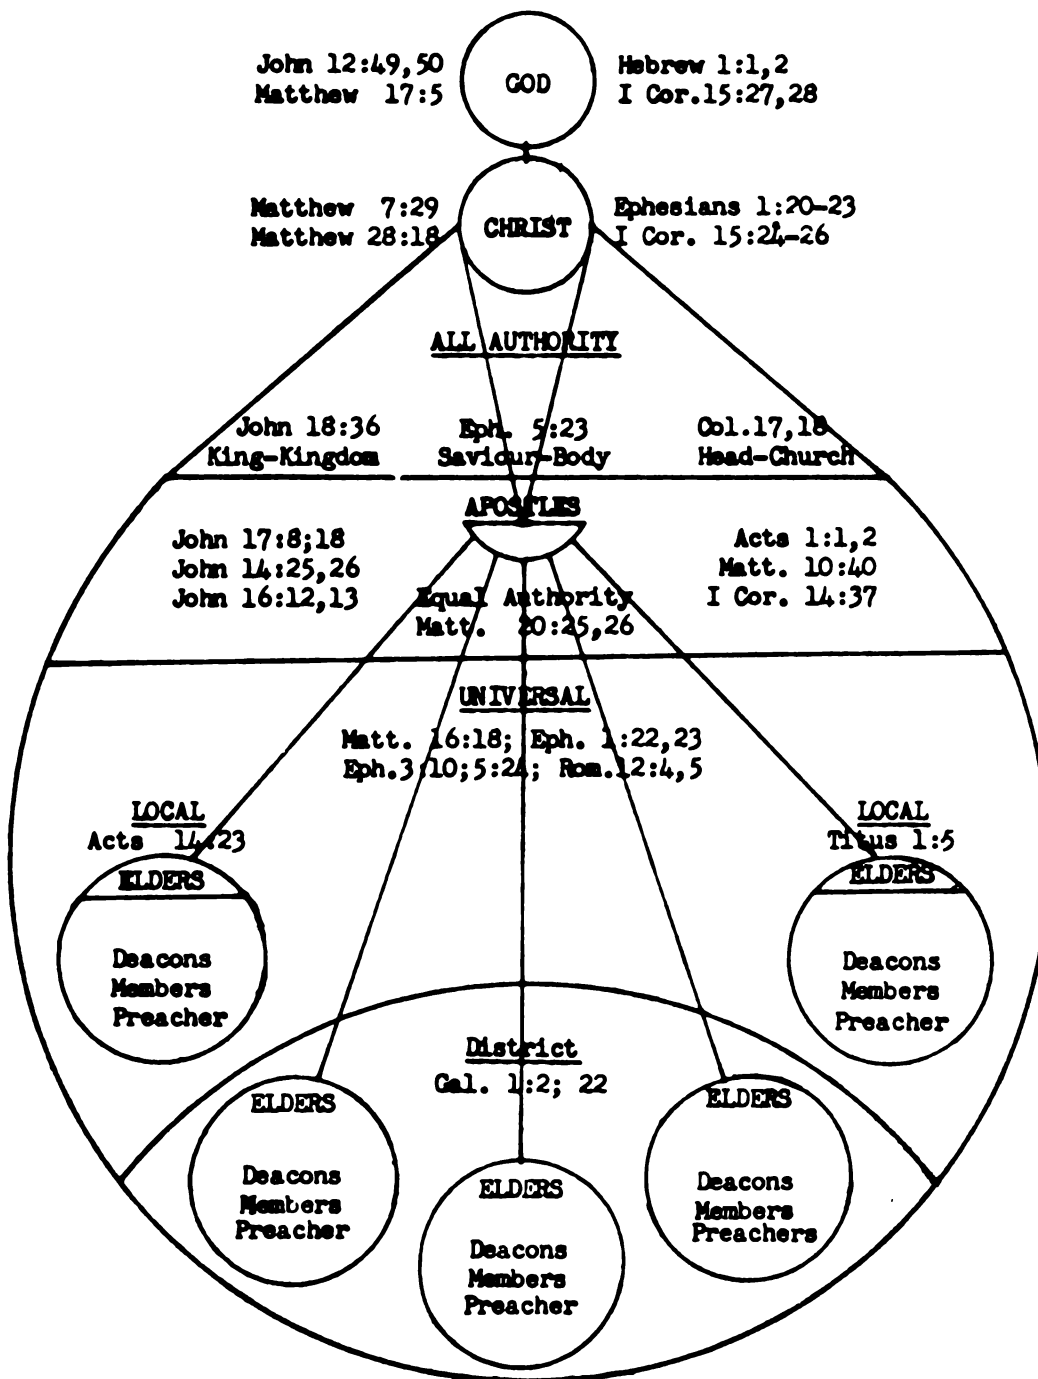 John 12:49,50
Matthew 17:5
GOD
Hebrew 1:1,2
I Cor.15:27,28
Matthew 7:29
Matthew 28:18
CHRIST
Ephesians 1:20-23
I Cor. 15:24-26
ALL AUTHORITY
John 18:36
King-Kingdom
Eph. 5:23
Saviour-Body
Col.17,18
Head-Church
APOSTLES
John 17:8;18
John 14:25,26
John 16:12,13
Equal Authority
Matt. 20:25,26
Acts 1:1,2
Matt. 10:40
I Cor. 14:37
UNIVERSAL
Matt. 16:18; Eph. 1:22,23
Eph.3:10;5:24; Rom.12:4,5
LOCAL
Acts 14:23
ELDERS
Deacons
Members
Preacher
LOCAL
Titus 1:5
ELDERS
Deacons
Members
Preacher
District
Gal. 1:2; 22
ELDERS
Deacons
Members
Preacher
ELDERS
Deacons
Members
Preacher
ELDERS
Deacons
Members
Preachers